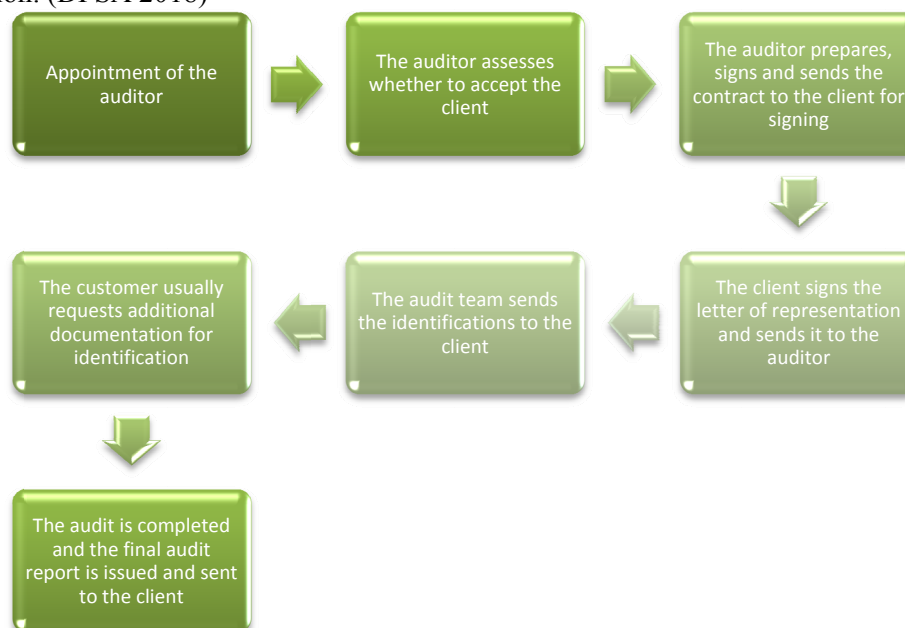 (DPSA 2018)
Appointment of the
auditor
The auditor assesses
whether to accept the
client
The auditor prepares,
signs and sends the
contract to the client for
signing
The client signs the
letter of representation
and sends it to the
auditor
The audit team sends
the identifications to the
client
The customer usually
requests additional
documentation for
identification
The audit is completed
and the final audit
report is issued and sent
to the client